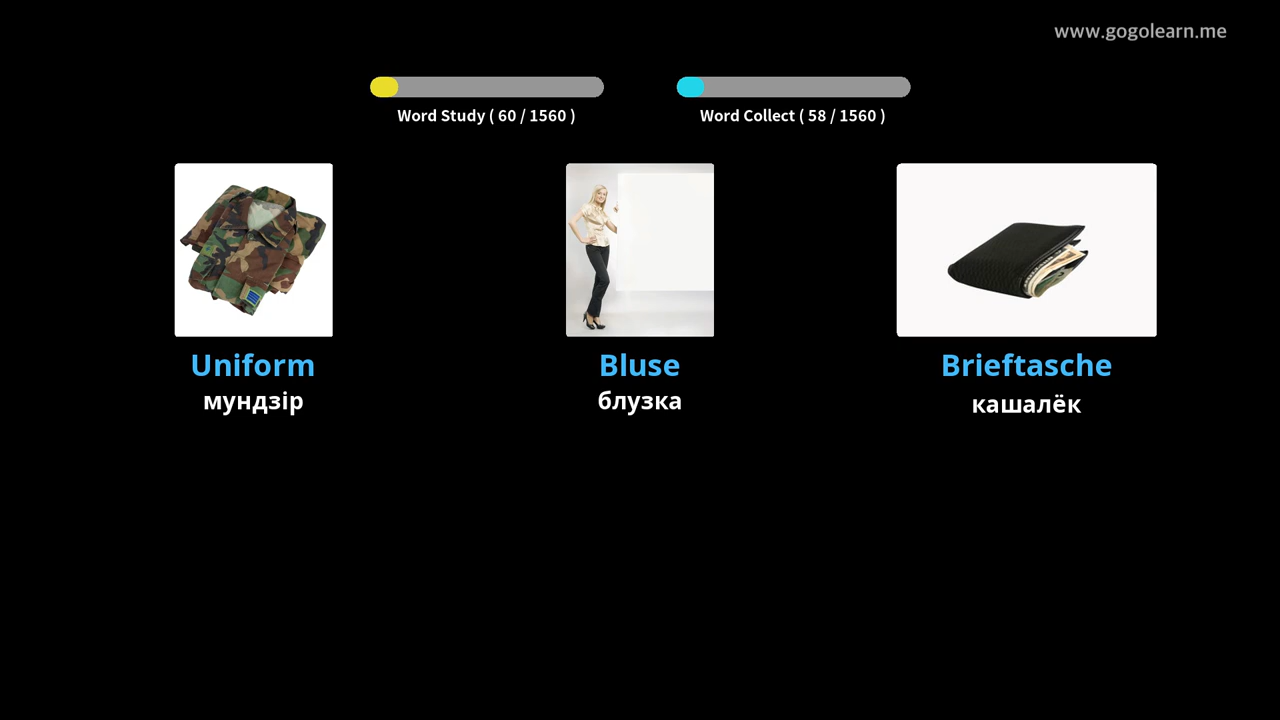 www.gogolearn.me
Word Study ( 60 / 1560 )
Word Collect ( 58 / 1560 )
Uniform
мундзір
Bluse
блузка
Brieftasche
кашалёк